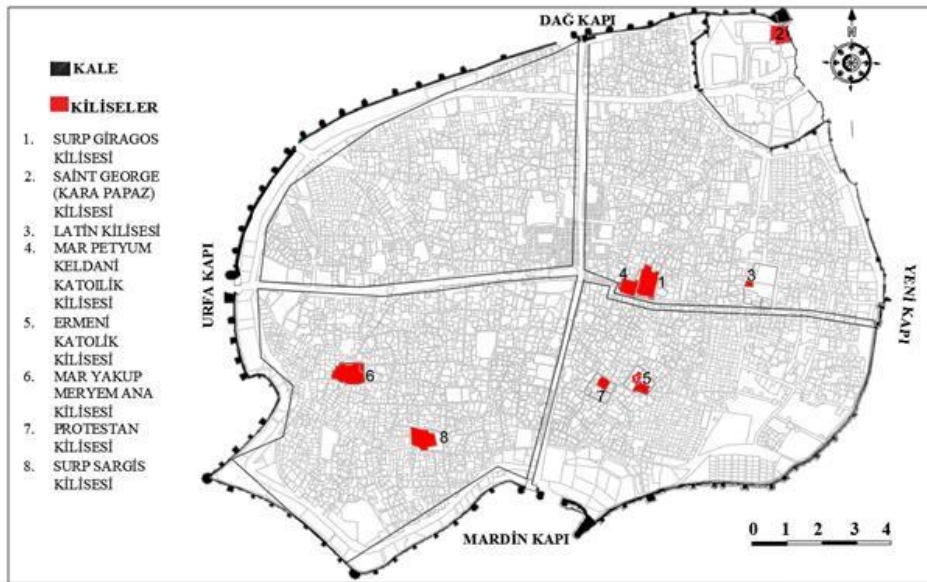 KALE
KİLİSELER
1. SURP GİRAGOS
KİLİSESİ
2. SAİNT GEORGE
(KARA PAPAZ)
KİLİSESİ
3. LATİN KİLİSESİ
4. MAR PETYUM
KELDANİ
KATOILİK
KİLİSESİ
5. ERMENİ
KATOLİK
KİLİSESİ
6. MAR YAKUP
MERYEM ANA
KİLİSESİ
7. PROTESTAN
KİLİSESİ
8. SURP SARGİS
KİLİSESİ
DAĞ KAPI
2
N
URFA KAPI
YENİ KAPI
4
1
3
6
7
5
8
MARDİN KAPI
0 1 2 3 4